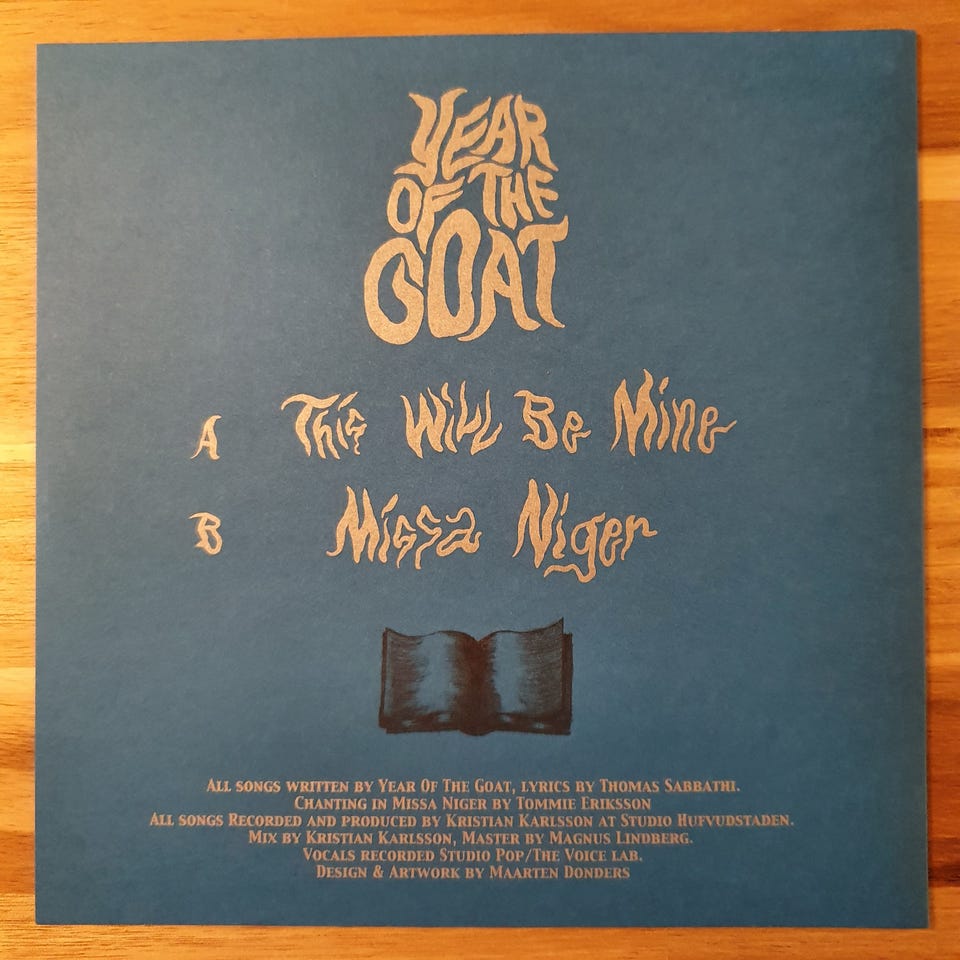 YEAR
OF THE
GOAT
A This Will Be Mine
B Missa Niger
All songs written by Year Of The Goat, lyrics by Thomas Sabbathi.
Chanting in Missa Niger by Tommie Eriksson
All songs Recorded and produced by Kristian Karlsson at Studio Hufvudstaden.
Mix by Kristian Karlsson, Master by Magnus Lindberg.
Vocals recorded Studio Pop/The Voice lab.
Design & Artwork by Maarten Donders